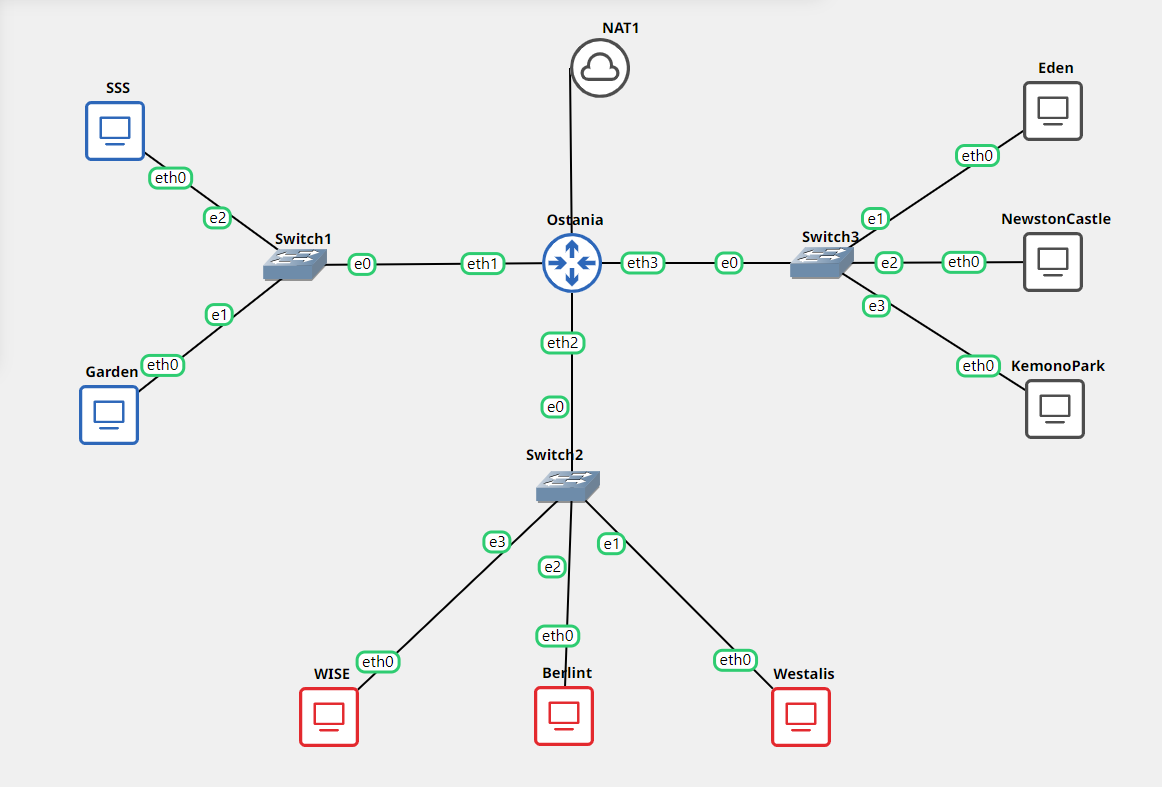 NAT1
Eden
SSS
eth0
eth0
e2
e1
Ostania
NewstonCastle
Switch1
Switch3
e0
eth1
eth3
e0
e2
eth0
e1
e3
eth2
Garden
eth0
eth0
KemonoPark
e0
Switch2
e3
e1
e2
eth0
eth0
eth0
WISE
Berlint
Westalis